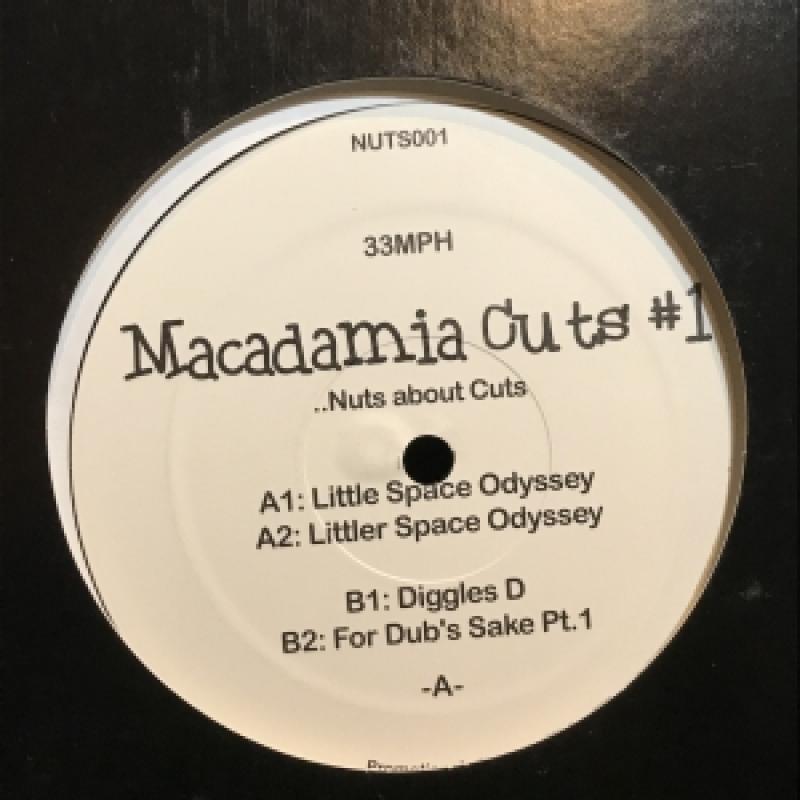 NUTS001
33MPH
Macadamia Cuts #1
..Nuts about Cuts
A1: Little Space Odyssey
A2: Littler Space Odyssey
B1: Diggles D
B2: For Dub's Sake Pt.1
-A-